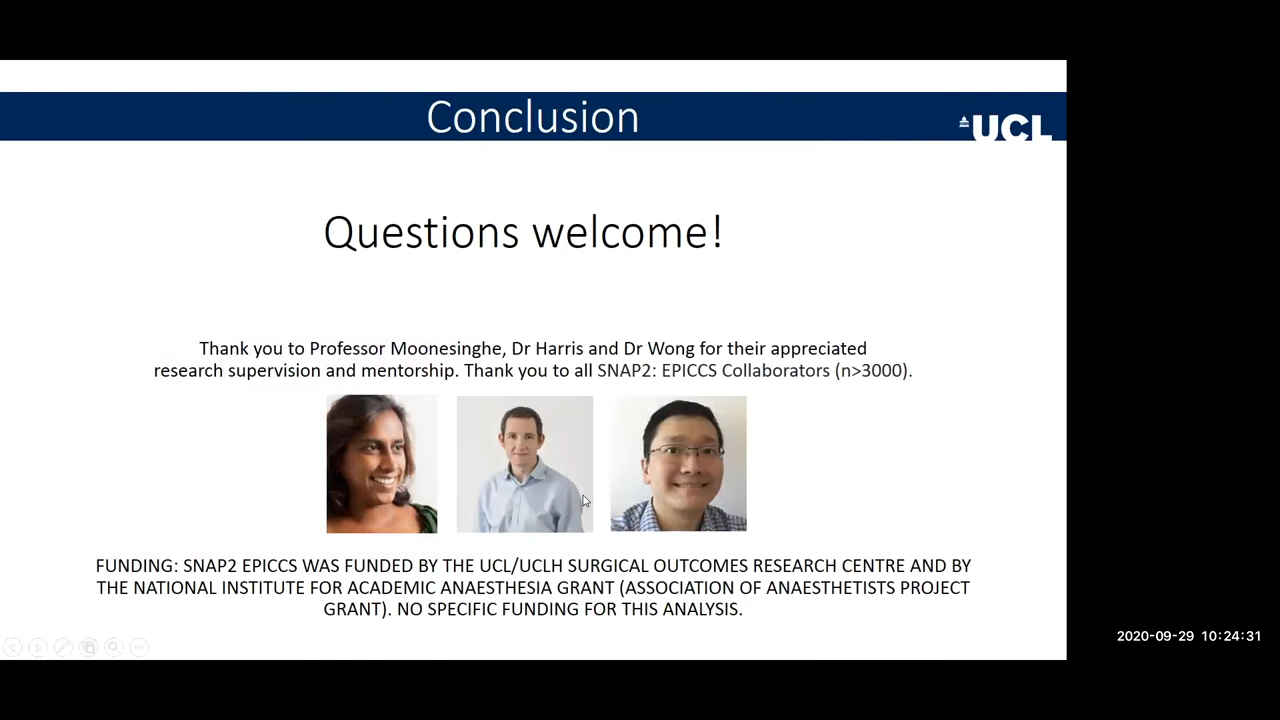 Conclusion
UCL
Questions welcome!
Thank you to Professor Moonesinghe, Dr Harris and Dr Wong for their appreciated
research supervision and mentorship. Thank you to all SNAP2: EPICCS Collaborators (n>3000).
FUNDING: SNAP2 EPICCS WAS FUNDED BY THE UCL/UCLH SURGICAL OUTCOMES RESEARCH CENTRE AND BY
THE NATIONAL INSTITUTE FOR ACADEMIC ANAESTHESIA GRANT (ASSOCIATION OF ANAESTHETISTS PROJECT
GRANT). NO SPECIFIC FUNDING FOR THIS ANALYSIS.
2020-09-29 10:24:31